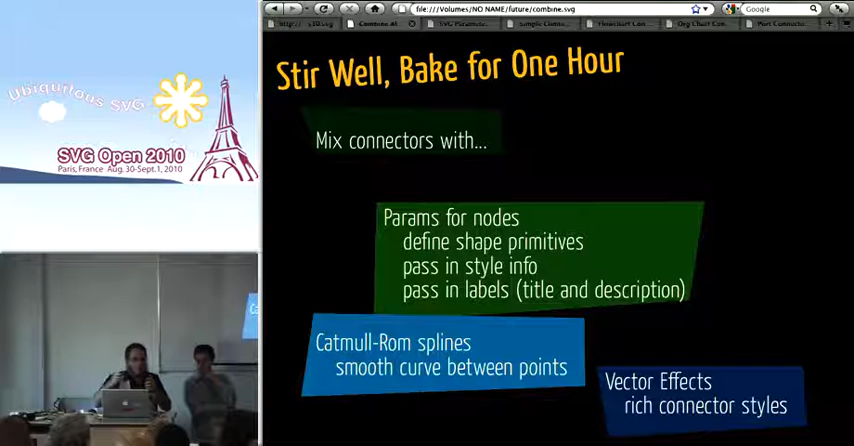 file:///Volumes/NO NAME/future/combine.svg
Google
Ubiquitous SVG
SVG Open 2010
Paris, France Aug. 30-Sept.1, 2010
Stir Well, Bake for One Hour
Mix connectors with...
Params for nodes
define shape primitives
pass in style info
pass in labels (title and description)
Catmull-Rom splines
smooth curve between points
Vector Effects
rich connector styles